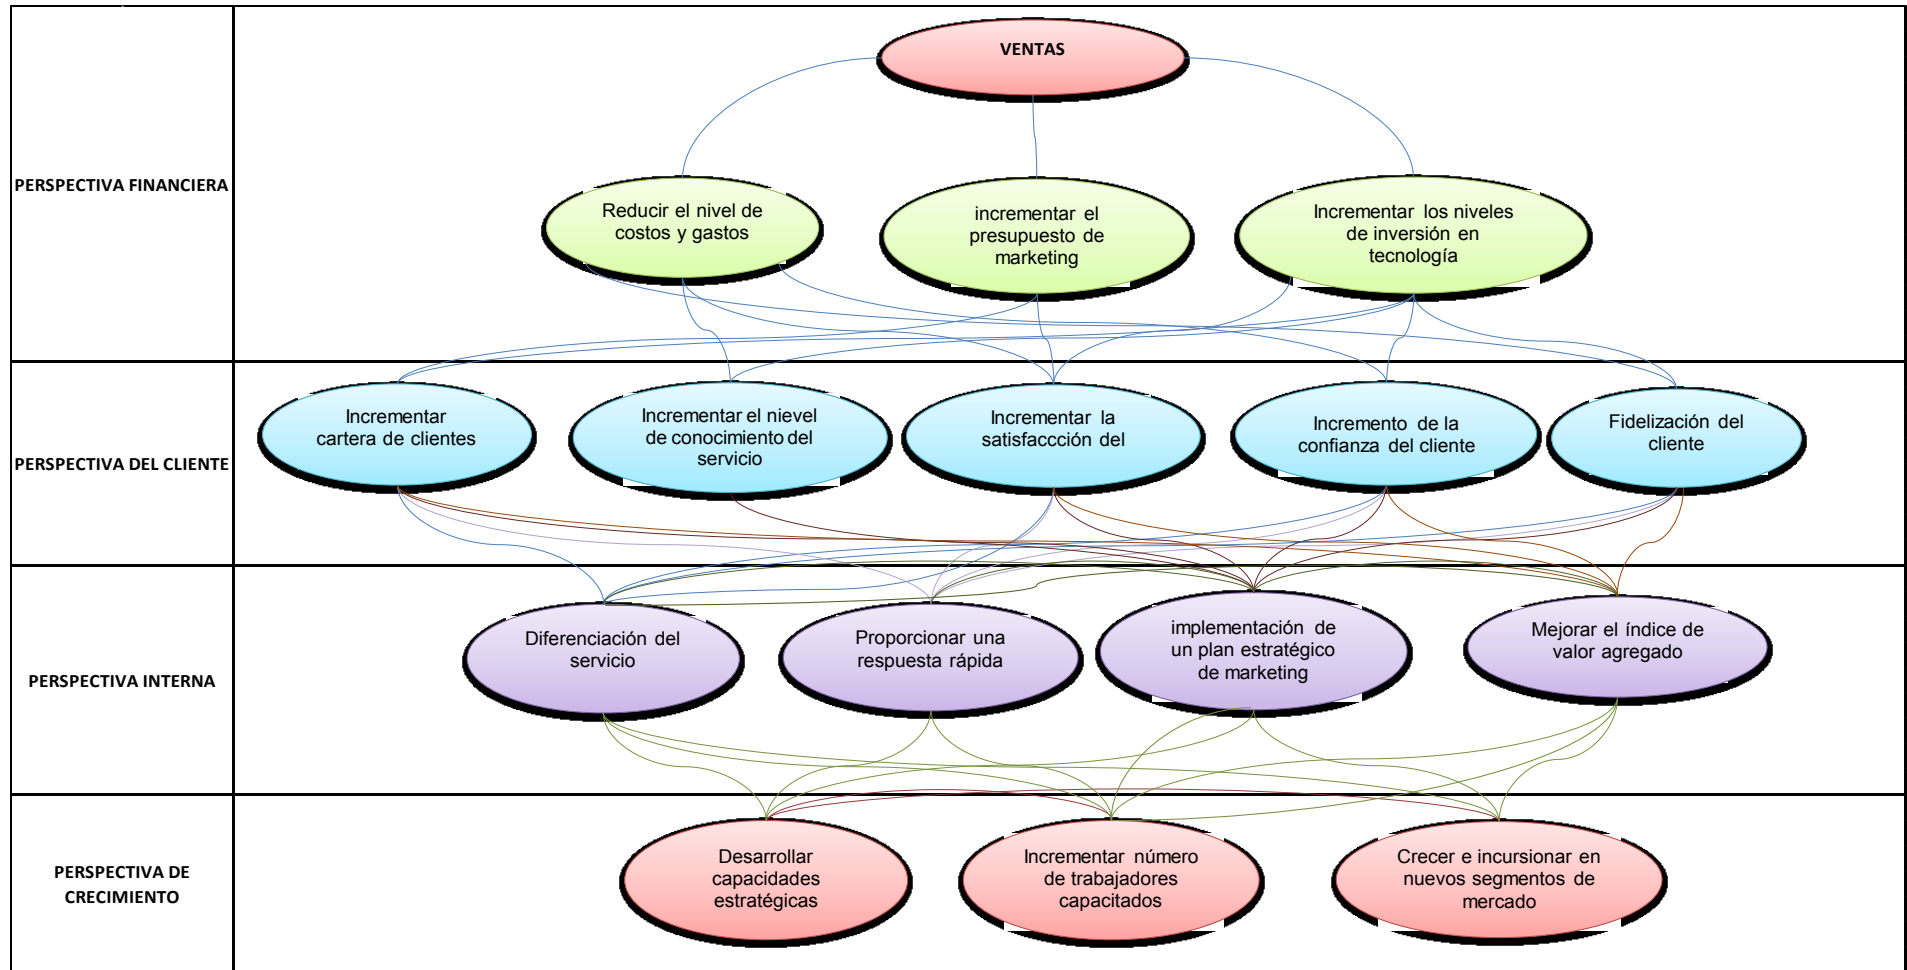 VENTAS
PERSPECTIVA FINANCIERA
Reducir el nivel de
costos y gastos
incrementar el
presupuesto de
marketing
Incrementar los niveles
de inversión en
tecnología
PERSPECTIVA DEL CLIENTE
Incrementar
cartera de clientes
Incrementar el nievel
de conocimiento del
servicio
Incrementar la
satisfaccción del
Incremento de la
confianza del cliente
Fidelización del
cliente
PERSPECTIVA INTERNA
Diferenciación del
servicio
Proporcionar una
respuesta rápida
implementación de
un plan estratégico
de marketing
Mejorar el índice de
valor agregado
PERSPECTIVA DE
CRECIMIENTO
Desarrollar
capacidades
estratégicas
Incrementar número
de trabajadores
capacitados
Crecer e incursionar en
nuevos segmentos de
mercado